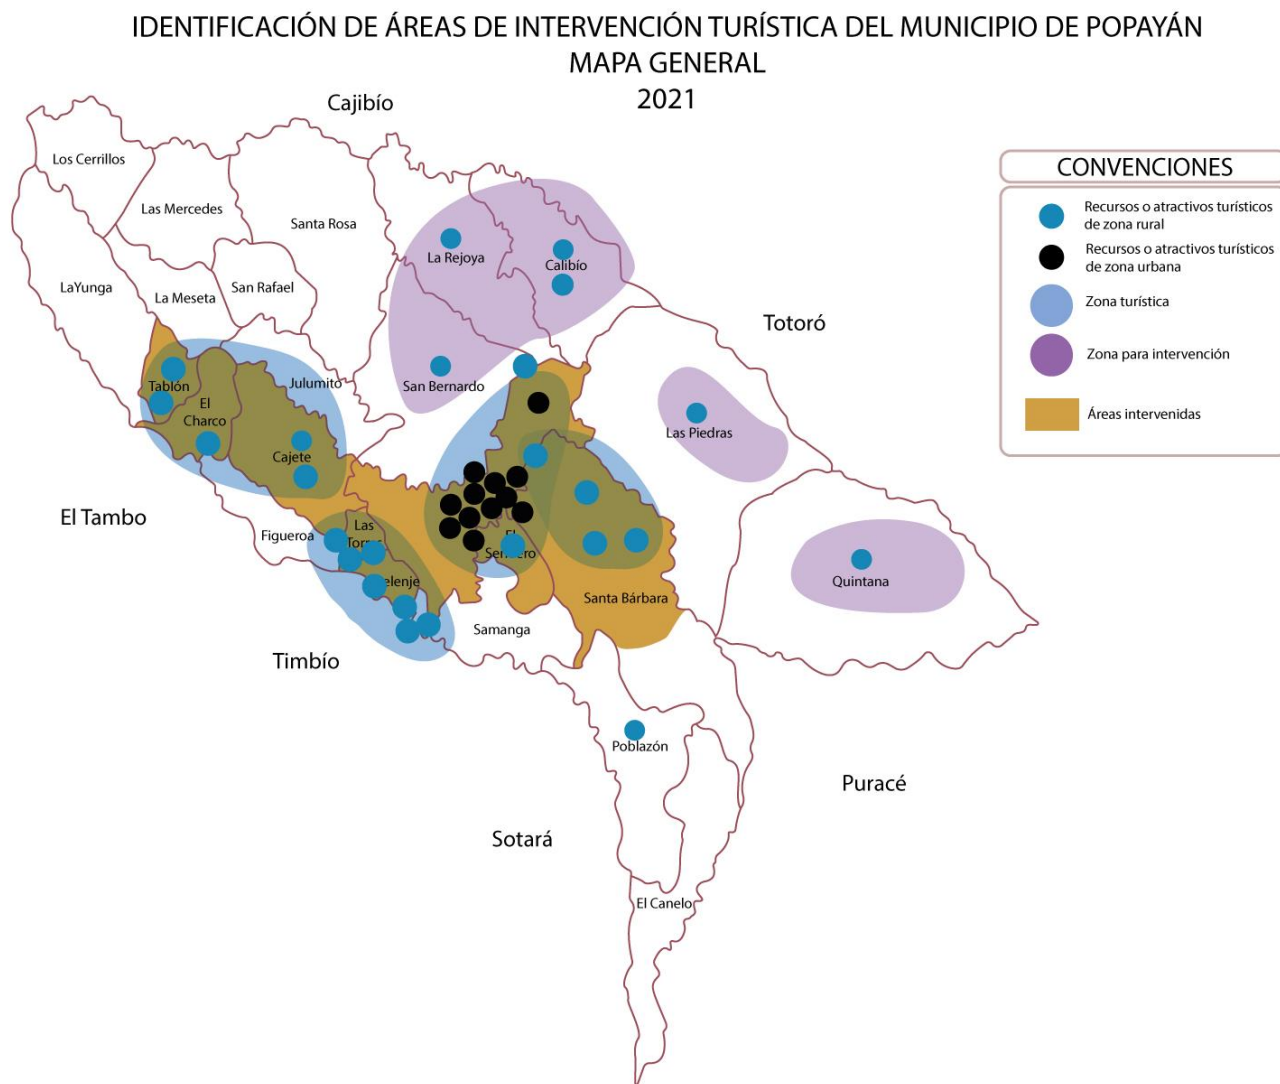 IDENTIFICACIÓN DE ÁREAS DE INTERVENCIÓN TURÍSTICA DEL MUNICIPIO DE POPAYÁN
MAPA GENERAL
2021
Cajibío
CONVENCIONES
Recursos o atractivos turísticos
de zona rural
Recursos o atractivos turísticos
de zona urbana
Zona turística
Zona para intervención
Áreas intervenidas
Los Cerrillos
Las Mercedes
Santa Rosa
La Rejoya
Calibío
LaYunga
La Meseta
San Rafael
Totoró
Tablón
El
Charco
Julumito
San Bernardo
Las Piedras
Cajete
El Tambo
Figueroa
Las
Quintana
Santa Bárbara
Samanga
Timbío
Poblazón
Puracé
Sotará
El Canelo